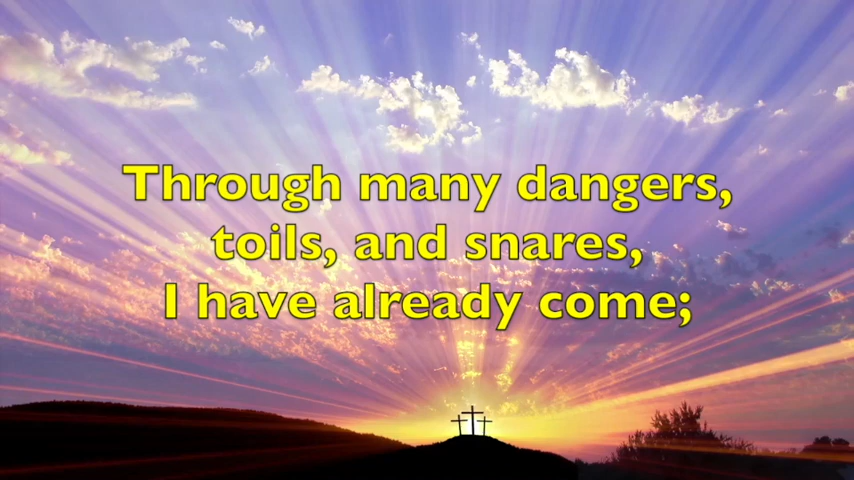 Through many dangers,
toils, and snares,
I have already come;